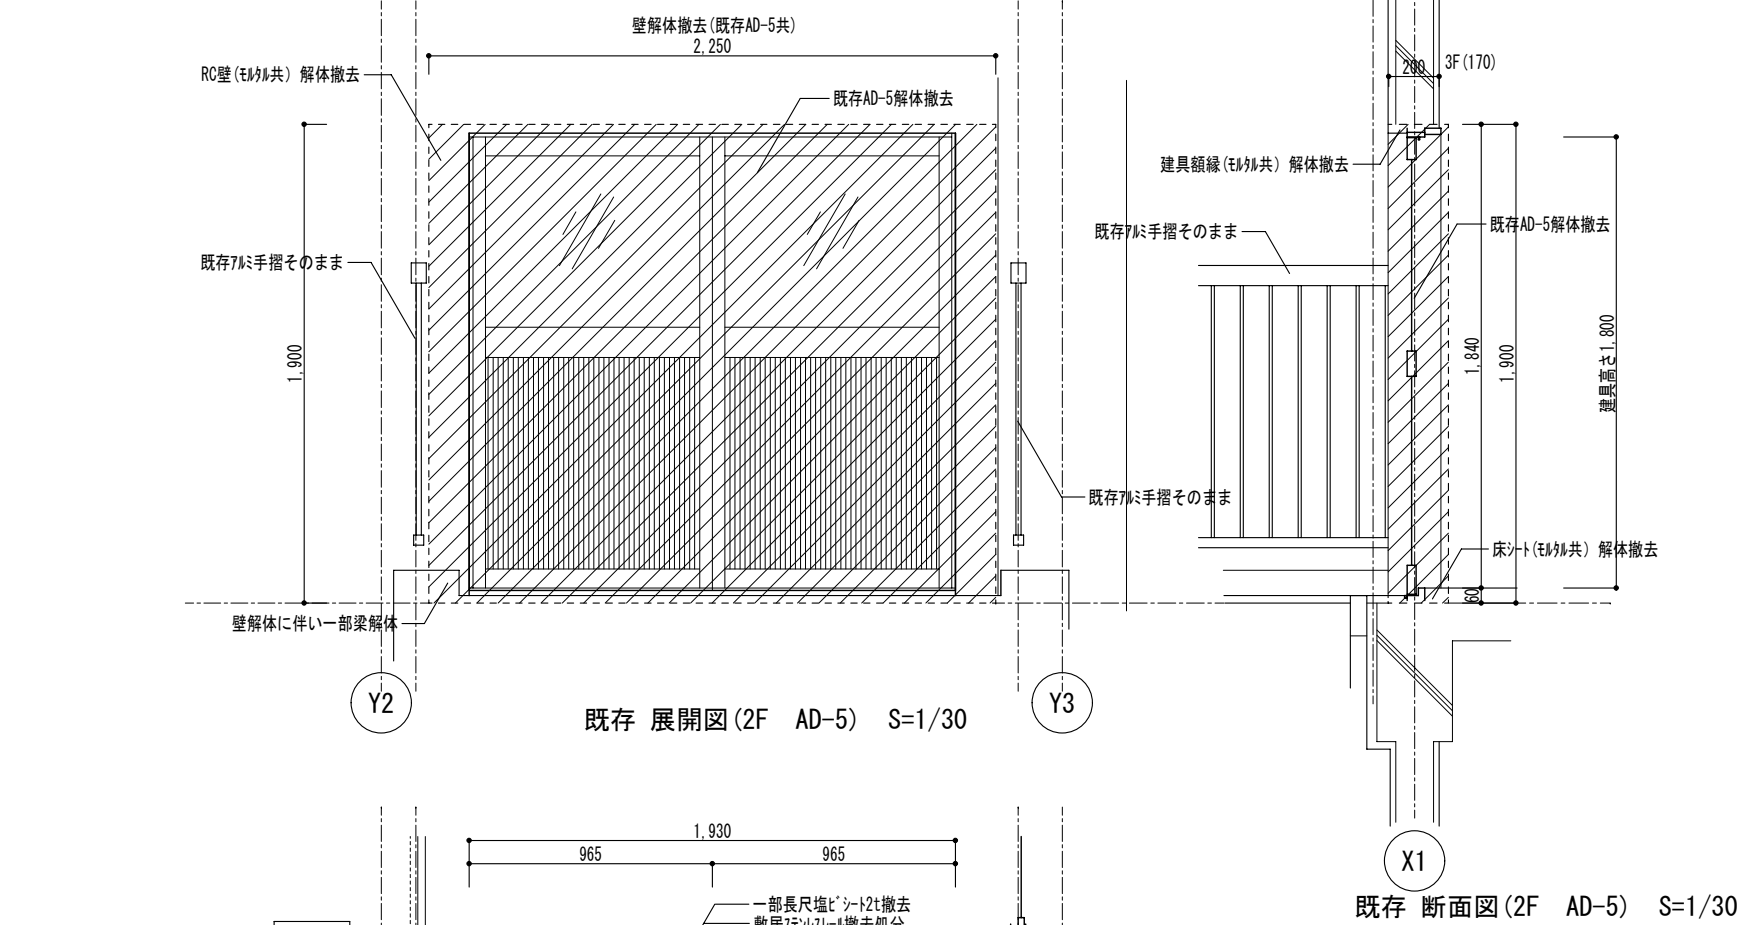 壁解体撤去(既存AD-5共)
2,250
RC壁(ﾓﾙﾀﾙ共) 解体撤去
既存AD-5解体撤去
既存ｱﾙﾐ手摺そのまま
1,900
既存ｱﾙﾐ手摺そのまま
壁解体に伴い一部梁解体
Y2
Y3
既存 展開図(2F AD-5) S=1/30
200
3F(170)
建具額縁(ﾓﾙﾀﾙ共) 解体撤去
既存ｱﾙﾐ手摺そのまま
既存AD-5解体撤去
1,840
1,900
建具高さ1,800
床ｼｰﾄ(ﾓﾙﾀﾙ共) 解体撤去
60
X1
既存 断面図(2F AD-5) S=1/30
1,930
965
965
一部長尺塩ﾋﾞｼｰﾄ2t撤去